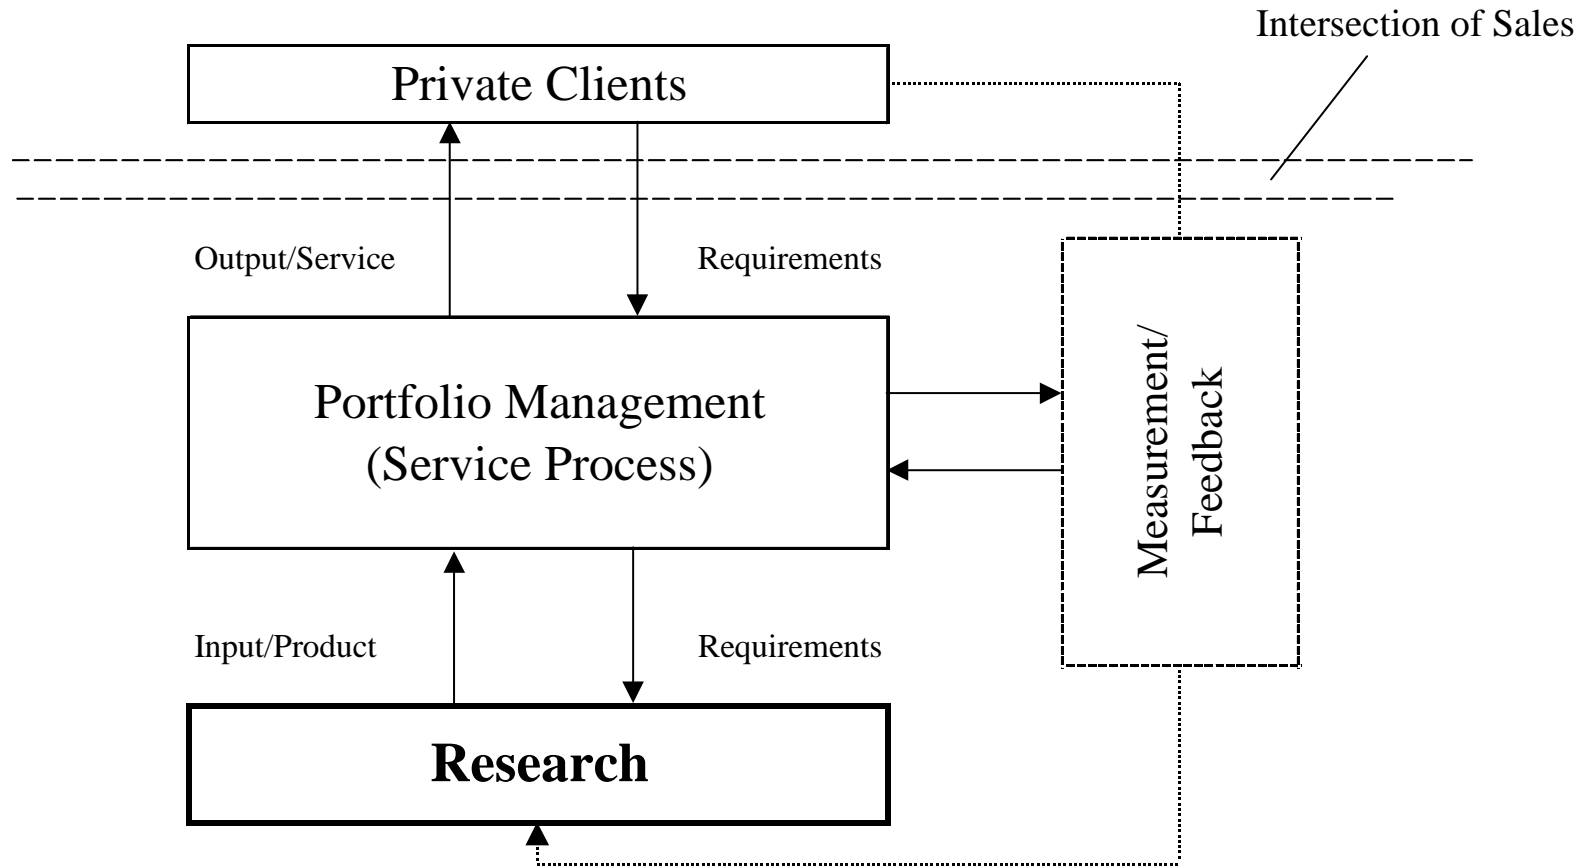 Intersection of Sales
Private Clients
Output/Service
Requirements
Portfolio Management
(Service Process)
Measurement/
Feedback
Input/Product
Requirements
Research